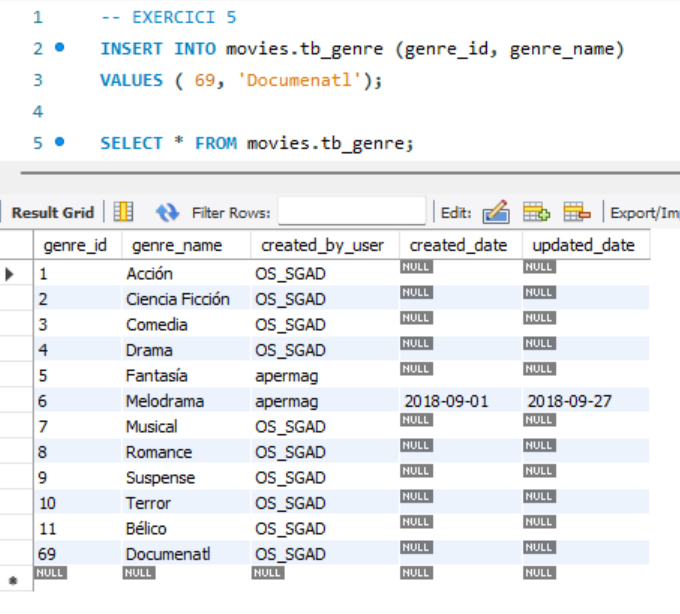 1 -- EXERCICI 5
2 INSERT INTO movies.tb_genre (genre_id, genre_name)
3 VALUES ( 69, 'Documenatl');
4
5 SELECT * FROM movies.tb_genre;
Result Grid Filter Rows: Edit: Export/Im
genre_id genre_name created_by_user created_date updated_date
1 Acción OS_SGAD NULL NULL
2 Ciencia Ficción OS_SGAD NULL NULL
3 Comedia OS_SGAD NULL NULL
4 Drama OS_SGAD NULL NULL
5 Fantasía apermag NULL NULL
6 Melodrama apermag 2018-09-01 2018-09-27
7 Musical OS_SGAD NULL NULL
8 Romance OS_SGAD NULL NULL
9 Suspense OS_SGAD NULL NULL
10 Terror OS_SGAD NULL NULL
11 Bélico OS_SGAD NULL NULL
69 Documenatl OS_SGAD NULL NULL
NULL NULL NULL NULL NULL